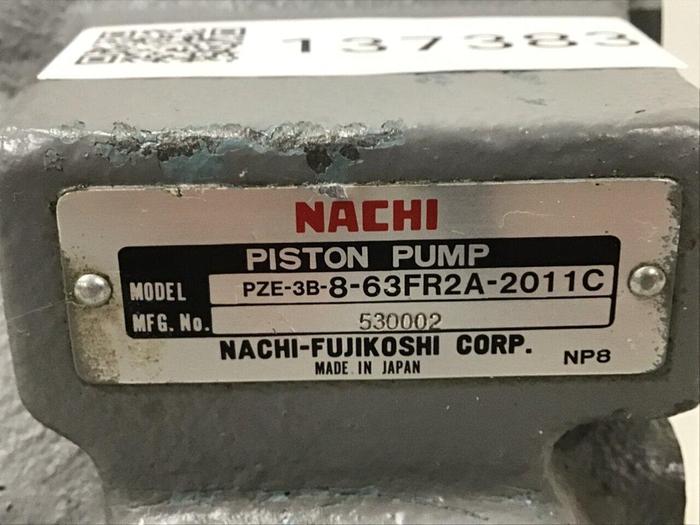 137383
NACHI
PISTON PUMP
MODEL PZE-3B-8-63FR2A-2011C
MFG. No. 530002
NACHI-FUJIKOSHI CORP. NP8
MADE IN JAPAN